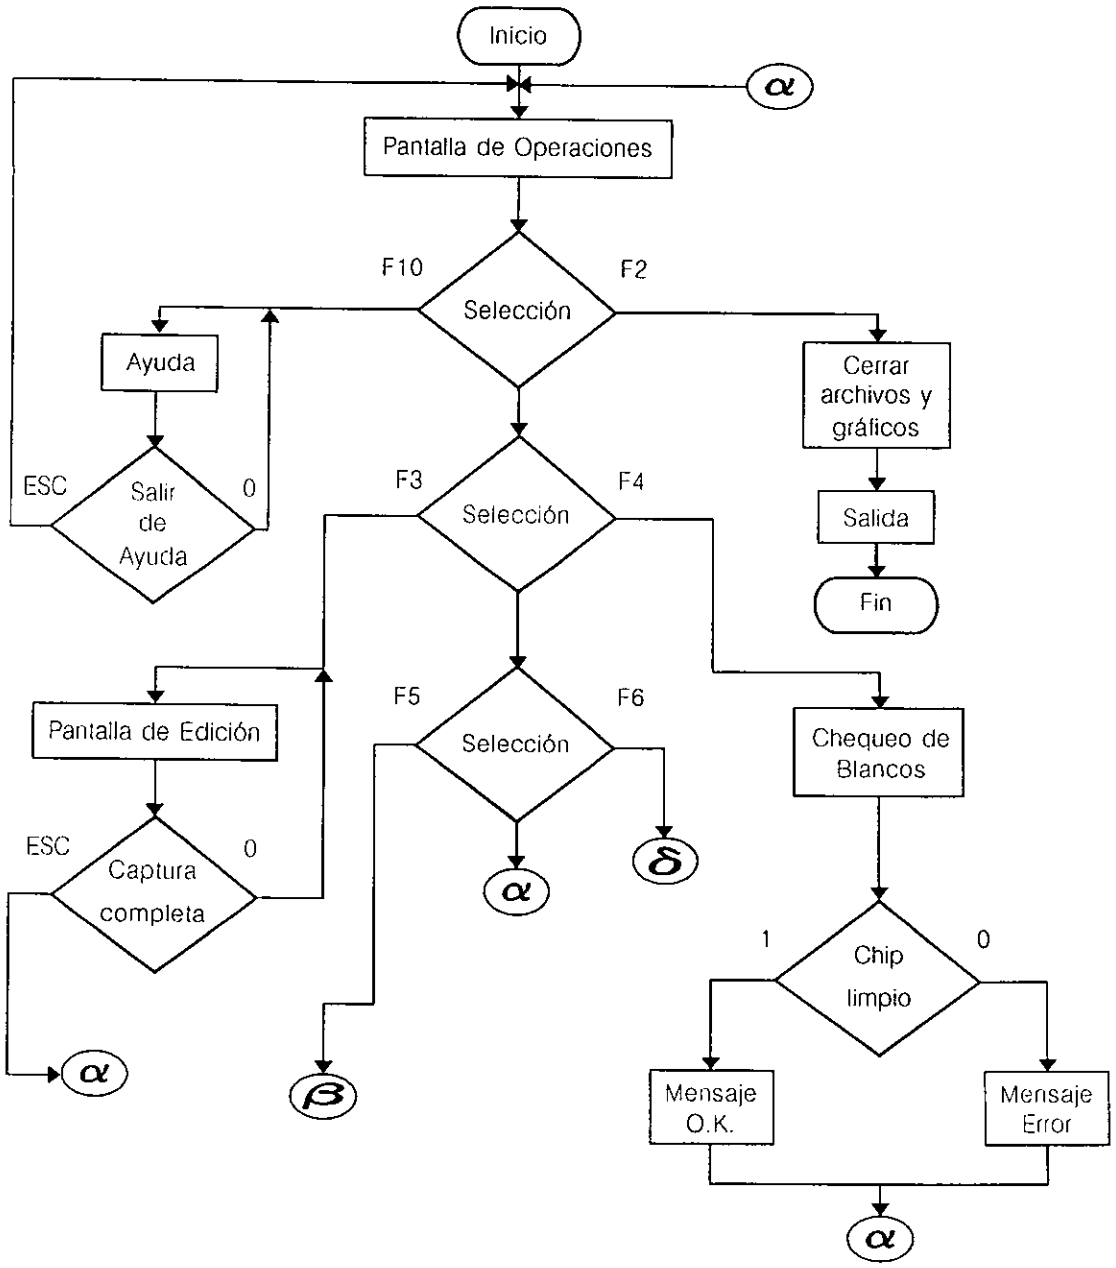 Inicio
α
Pantalla de Operaciones
F10
F2
Selección
Ayuda
Cerrar
archivos y
gráficos
ESC
0
Salir
de
Ayuda
F3
F4
Selección
Salida
Fin
F5
F6
Selección
Pantalla de Edición
Chequeo de
Blancos
ESC
0
Captura
completa
δ
α
1
0
Chip
limpio
α
β
Mensaje
O.K.
Mensaje
Error
α